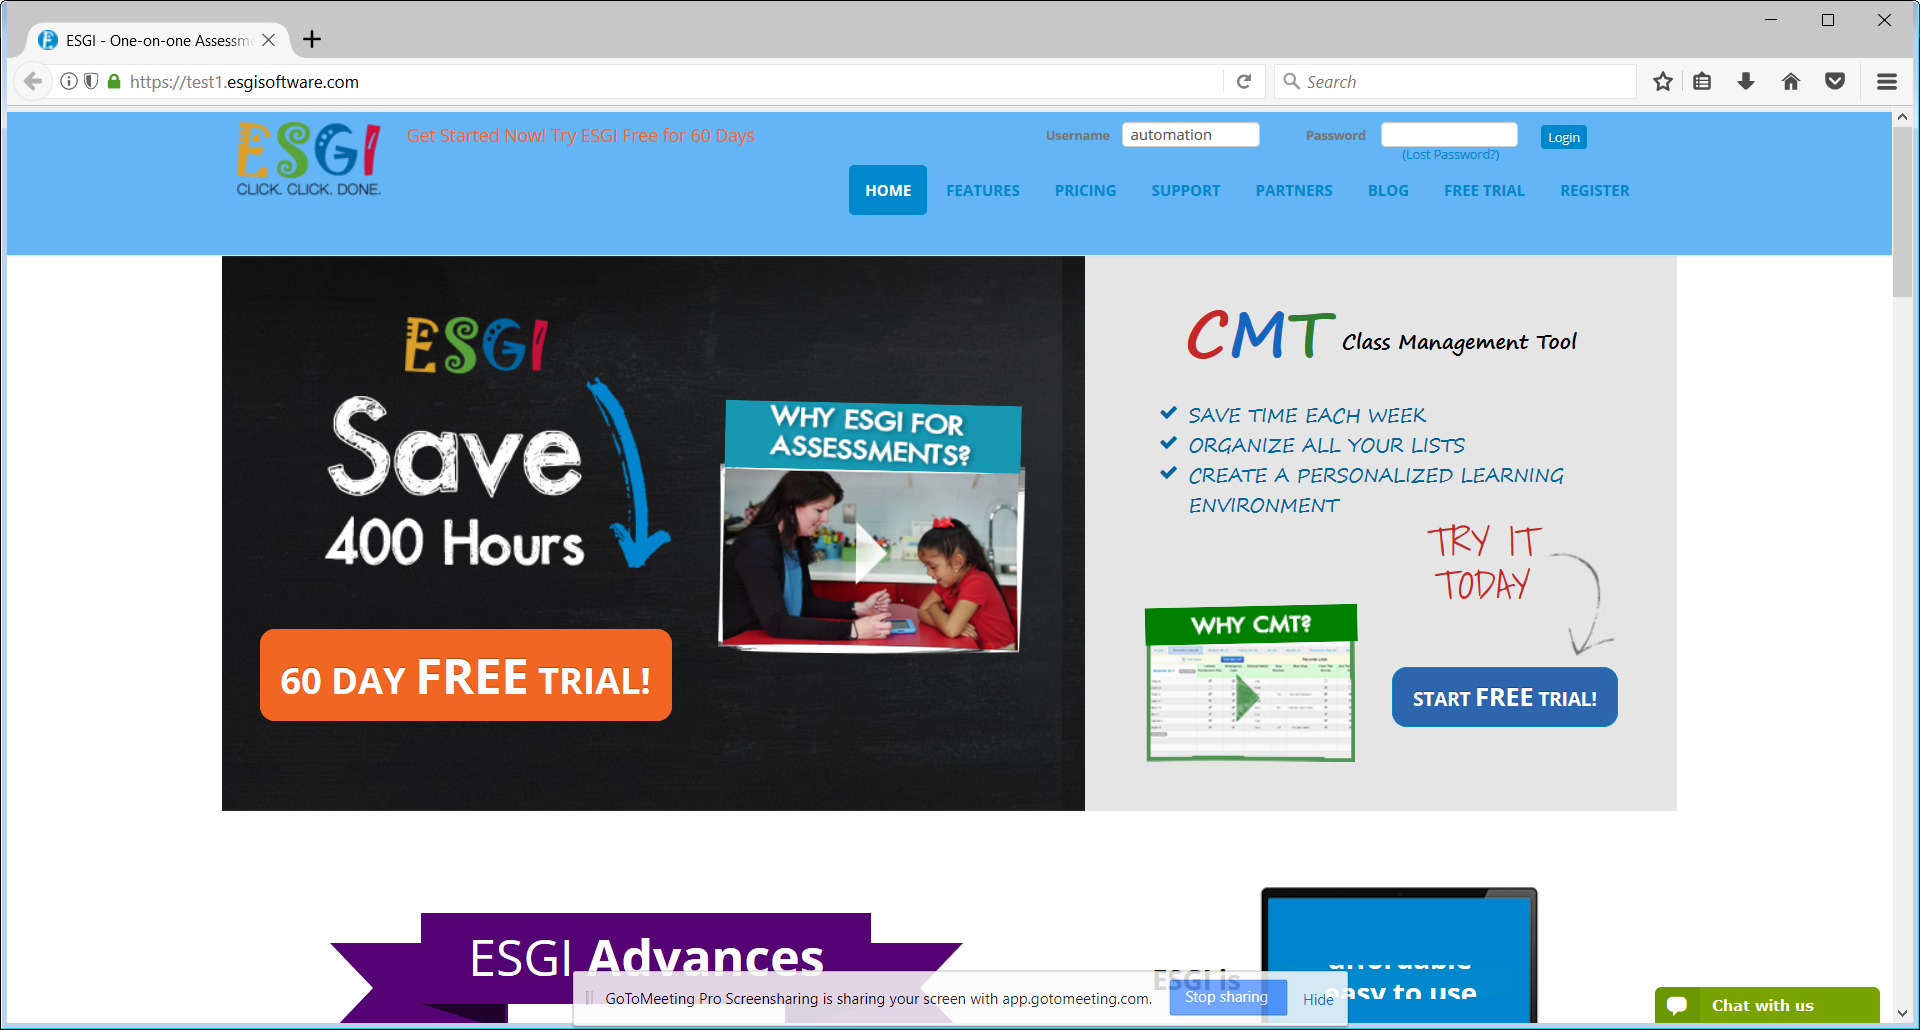 ESGI - One-on-one Assessm
https://test1.esgisoftware.com
Search
ESGI
CLICK. CLICK. DONE.
Get Started Now! Try ESGI Free for 60 Days
Username
automation
Password
Login
(Lost Password?)
HOME
FEATURES
PRICING
SUPPORT
PARTNERS
BLOG
FREE TRIAL
REGISTER
ESGI
Save
400 Hours
60 DAY FREE TRIAL!
WHY ESGI FOR
ASSESSMENTS?
CMT Class Management Tool
SAVE TIME EACH WEEK
ORGANIZE ALL YOUR LISTS
CREATE A PERSONALIZED LEARNING
ENVIRONMENT
TRY IT
TODAY
WHY CMT?
START FREE TRIAL!
ESGI Advances
ESGI is
affordable
easy to use
GoToMeeting Pro Screensharing is sharing your screen with app.gotomeeting.com.
Stop sharing
Hide
Chat with us